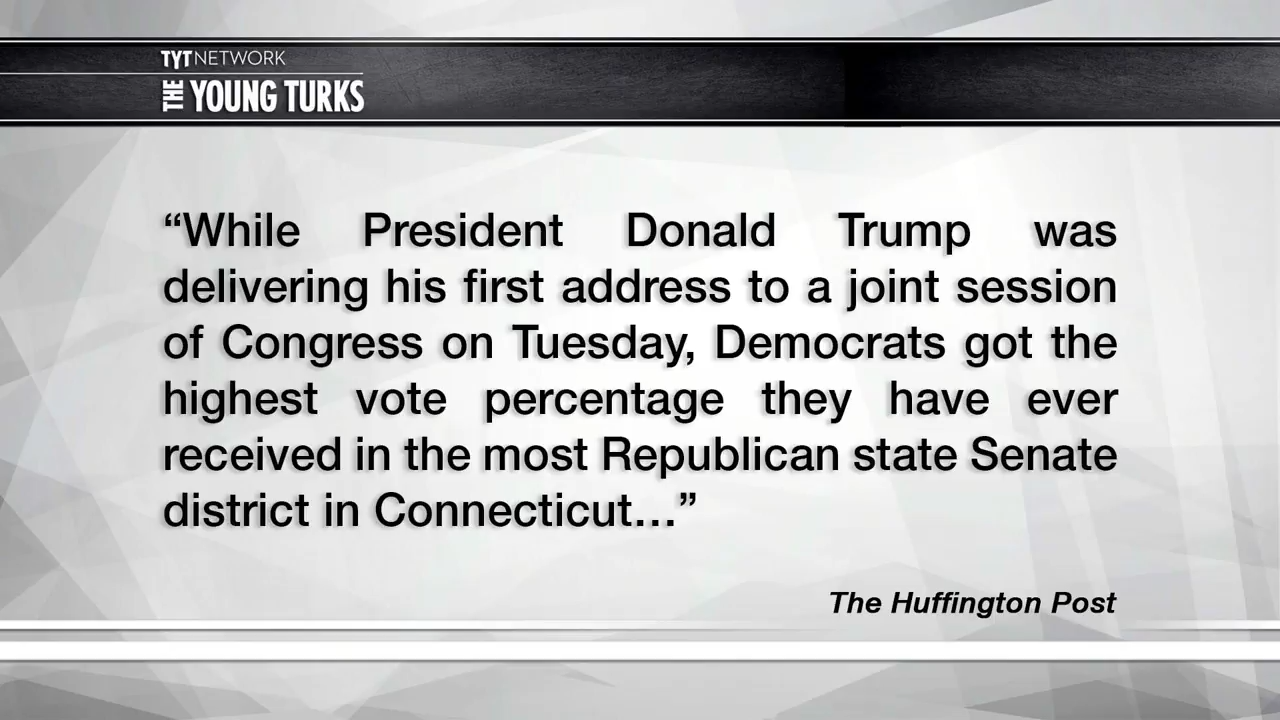 TYT NETWORK
THE YOUNG TURKS
“While President Donald Trump was
delivering his first address to a joint session
of Congress on Tuesday, Democrats got the
highest vote percentage they have ever
received in the most Republican state Senate
district in Connecticut...”
The Huffington Post